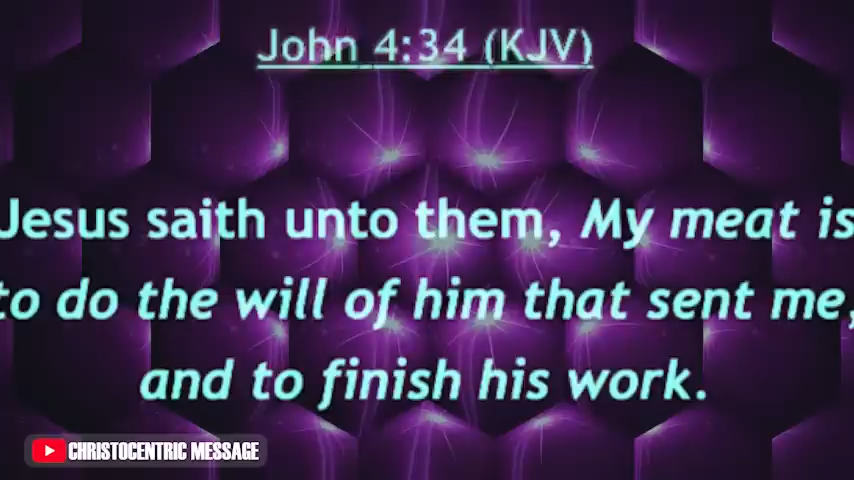 John 4:34 (KJV)
Jesus saith unto them, My meat is
to do the will of him that sent me,
and to finish his work.
CHRISTOCENTRIC MESSAGE